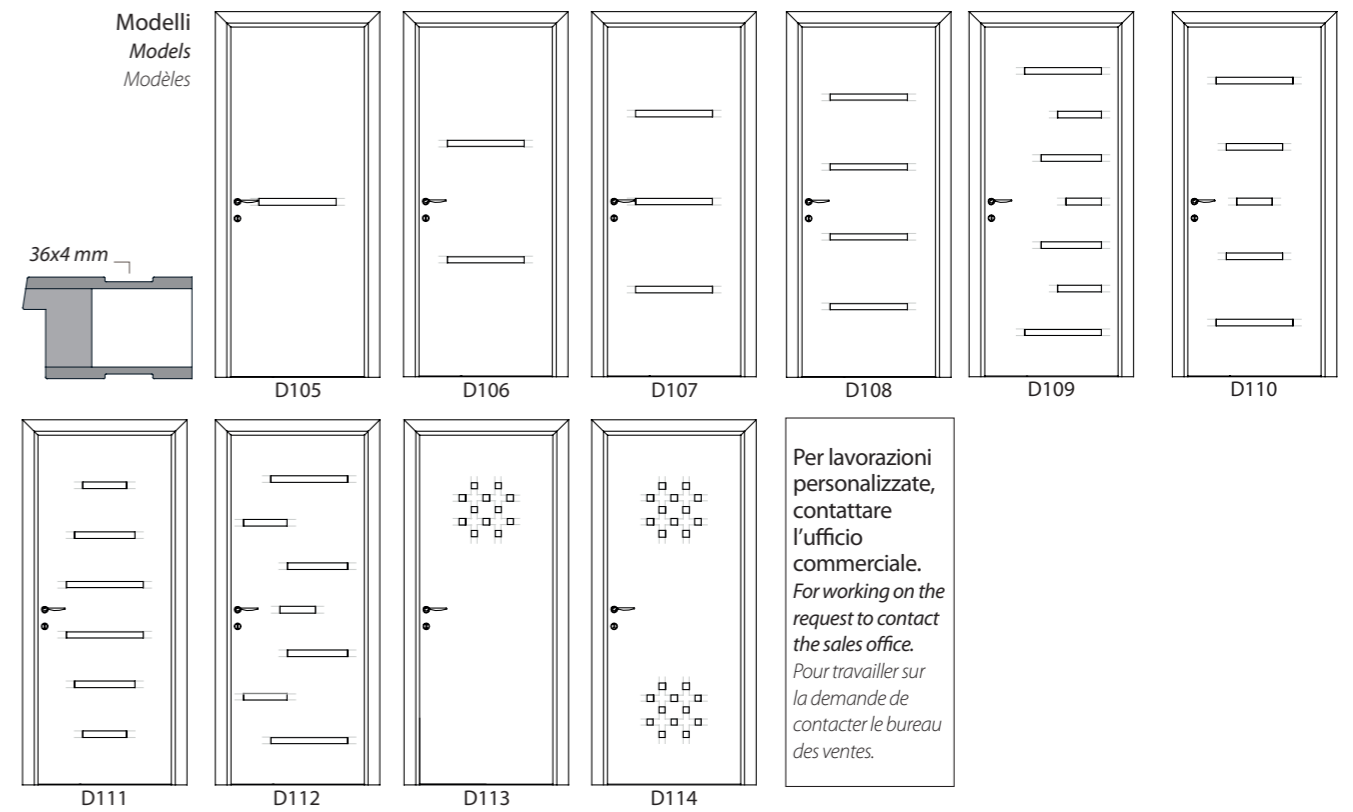 Modelli
Models
Modèles
36x4 mm
D105
D106
D107
D108
D109
D110
D111
D112
D113
D114
Per lavorazioni
personalizzate,
contattare
l'ufficio
commerciale.
For working on the
request to contact
the sales office.
Pour travailler sur
la demande de
contacter le bureau
des ventes.